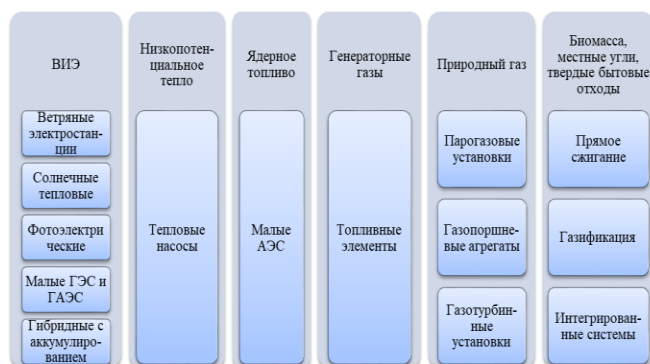 ВИЭ
Ветряные
электростан-
ции
Солнечные
тепловые
Фотоэлектр
ические
Малые ГЭС и
ГАЭС
Гибридные с
аккумулиро-
ванием
Низкопотен-
циальное
тепло
Тепловые
насосы
Ядерное
топливо
Малые
АЭС
Генераторные
газы
Топливные
элементы
Природный газ
Парогазовые
установки
Газопоршне-
вые агрегаты
Газотурбин-
ные
установки
Биомасса,
местные угли,
твердые бытовые
отходы
Прямое
сжигание
Газификация
Интегрирован-
ные системы